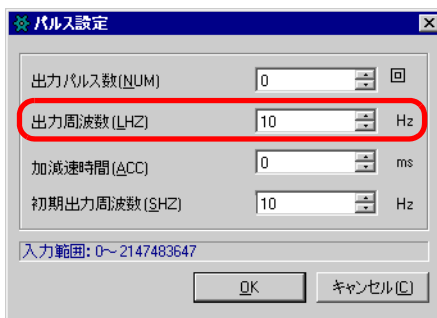 パルス設定
出力パルス数(NUM) 0 回
出力周波数(LHZ) 10 Hz
加減速時間(ACC) 0 ms
初期出力周波数(SHZ) 10 Hz
入力範囲: 0～2147483647
OK キャンセル(C)